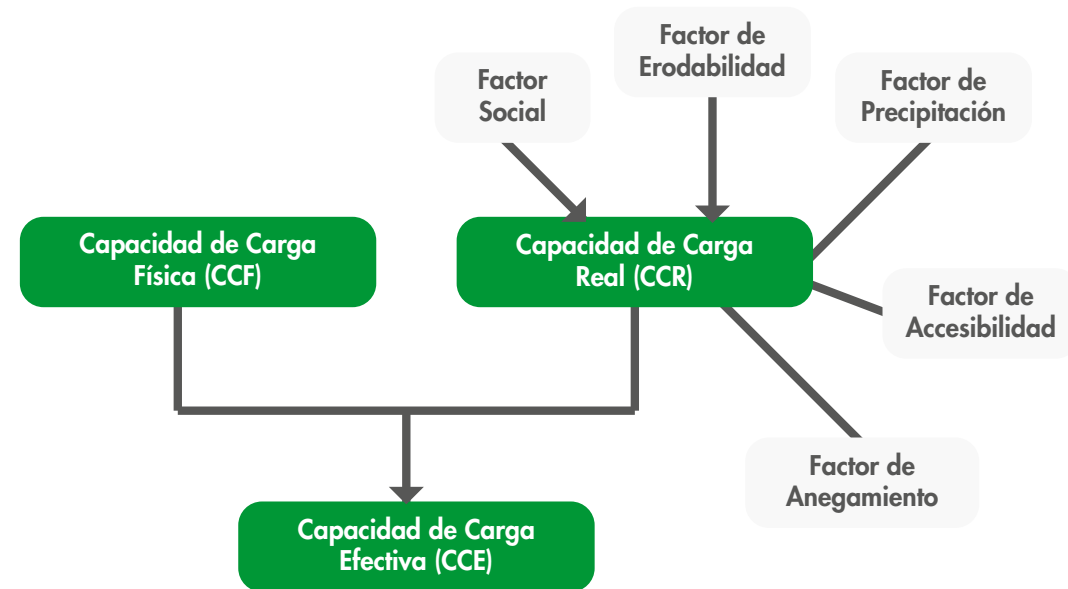 Factor
Social
Factor de
Erodabilidad
Factor de
Precipitación
Capacidad de Carga
Física (CCF)
Capacidad de Carga
Real (CCR)
Factor de
Accesibilidad
Factor de
Anegamiento
Capacidad de Carga
Efectiva (CCE)